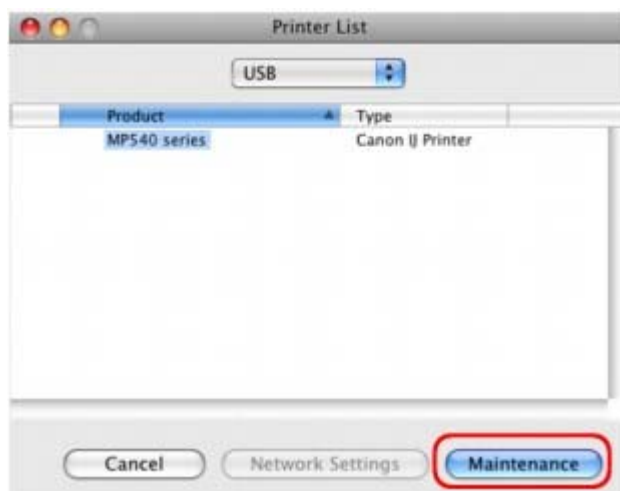 Printer List
USB
Product Type
MP540 series Canon IJ Printer
Cancel Network Settings Maintenance